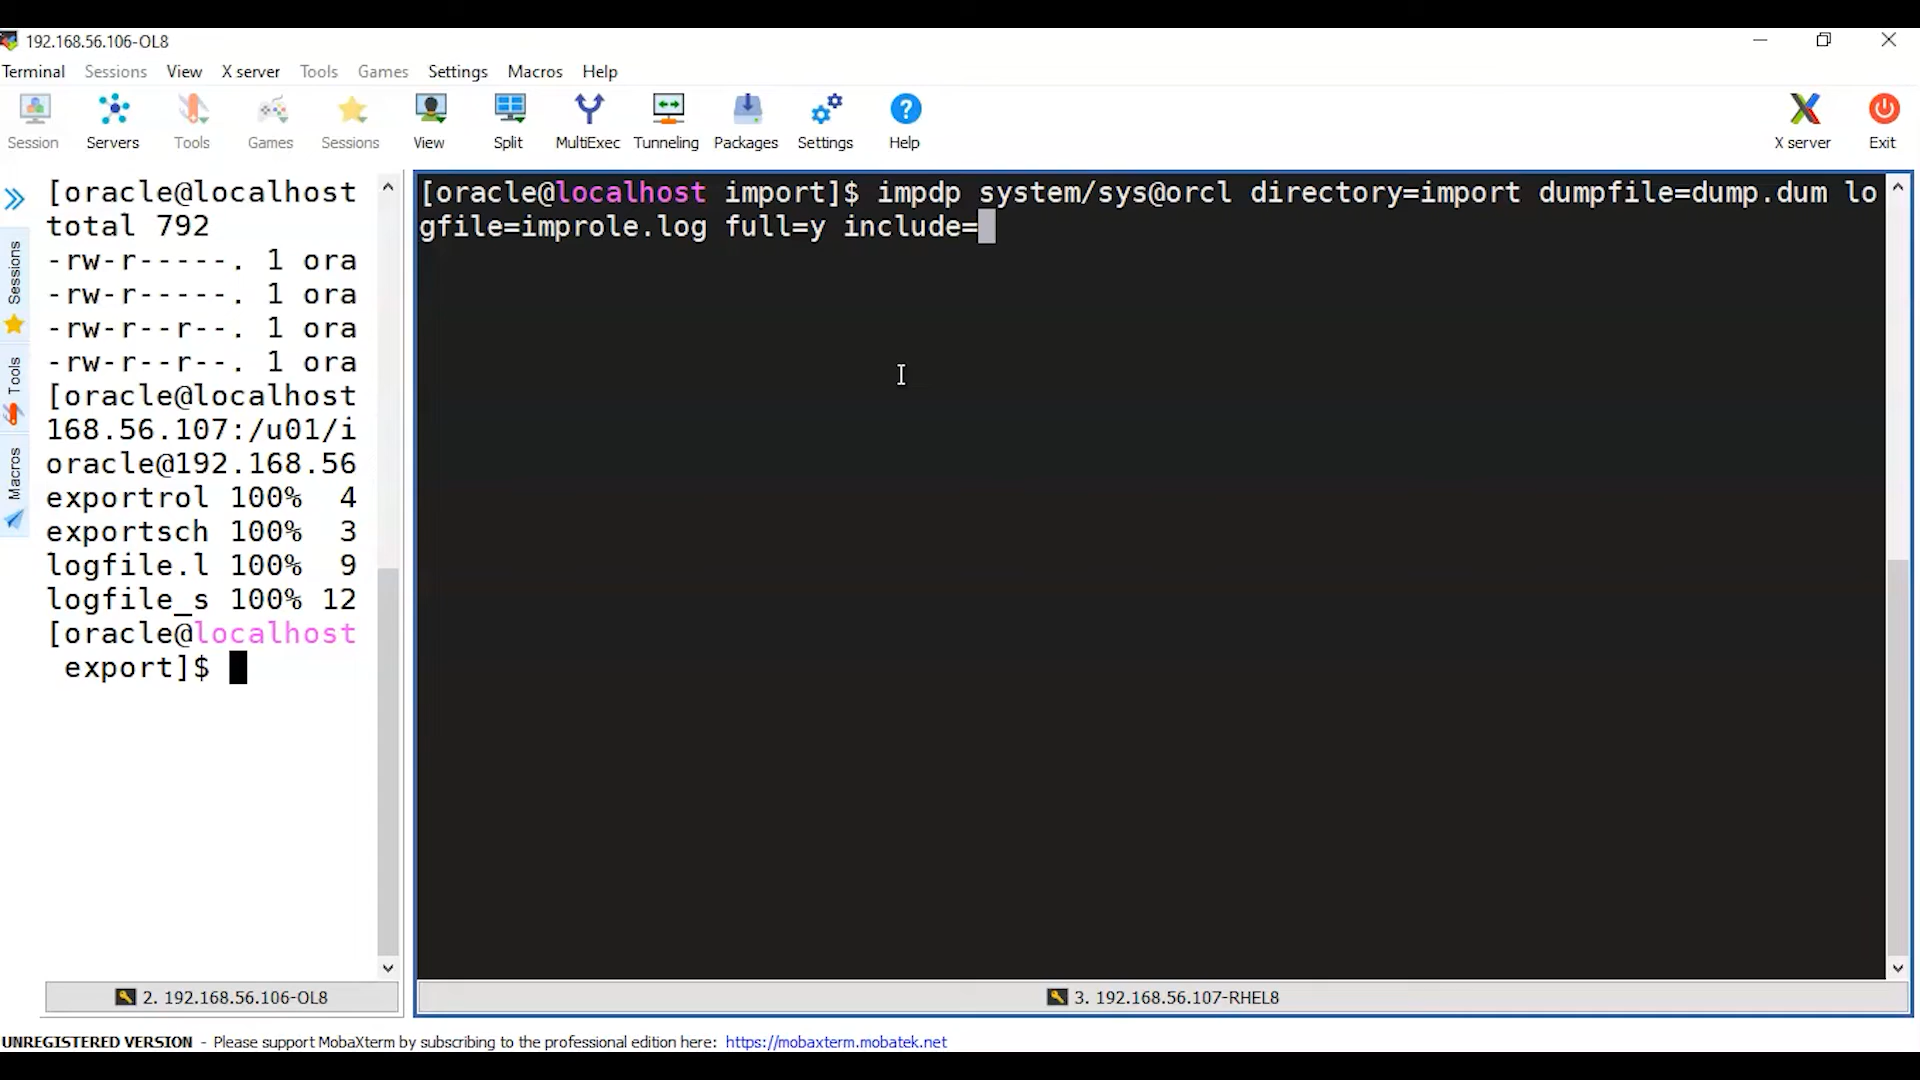 192.168.56.106-OL8
Terminal Sessions View X server Tools Games Settings Macros Help
Session Servers Tools Games Sessions View Split MultiExec Tunneling Packages Settings Help X server Exit
Sessions
Tools
Macros
[oracle@localhost
total 792
-rw-r-----. 1 ora
-rw-r-----. 1 ora
-rw-r--r--. 1 ora
-rw-r--r--. 1 ora
[oracle@localhost
168.56.107:/u01/i
oracle@192.168.56
exportrol 100% 4
exportsch 100% 3
logfile.l 100% 9
logfile_s 100% 12
[oracle@localhost
export]$
[oracle@localhost import]$ impdp system/sys@orcl directory=import dumpfile=dump.dum lo
gfile=improle.log full=y include=
2. 192.168.56.106-OL8
3. 192.168.56.107-RHEL8
UNREGISTERED VERSION - Please support MobaXterm by subscribing to the professional edition here: https://mobaxterm.mobatek.net